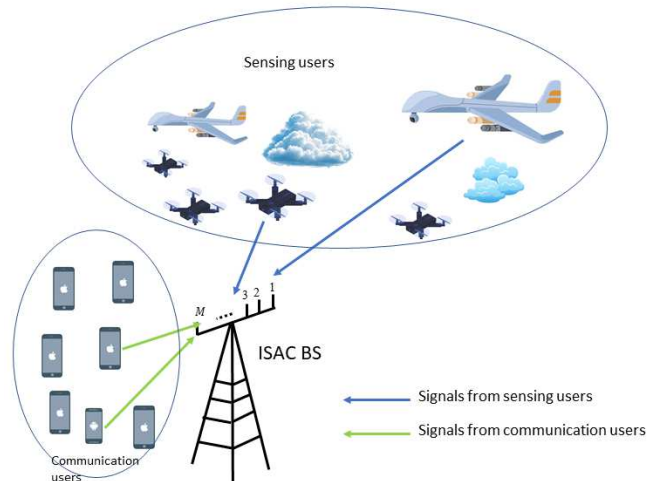 Sensing users
M
....
3 2 1
ISAC BS
Signals from sensing users
Signals from communication users
Communication
users